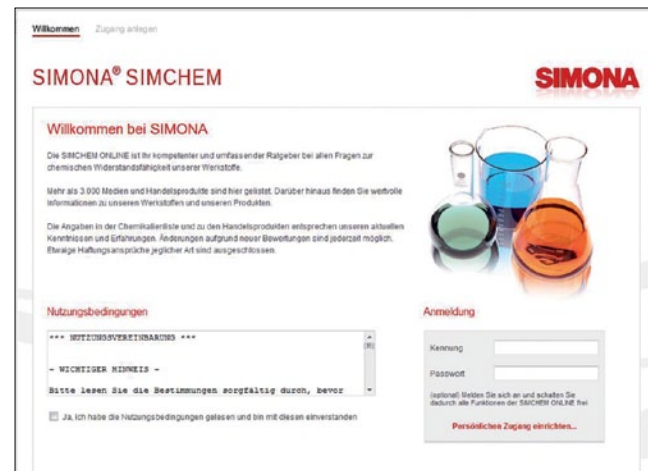 Willkommen Zugang anlegen
SIMONA® SIMCHEM
SIMONA
Willkommen bei SIMONA
Die SIMCHEM ONLINE ist Ihr kompetenter und umfassender Ratgeber bei allen Fragen zur
chemischen Widerstandsfähigkeit unserer Werkstoffe.
Mehr als 3.000 Medien und Handelsprodukte sind hier gelistet. Darüber hinaus finden Sie wertvolle
Informationen zu unseren Werkstoffen und unseren Produkten.
Die Angaben in der Chemikalienliste und zu den Handelsprodukten entsprechen unseren aktuellen
Kenntnissen und Erfahrungen. Änderungen aufgrund neuer Bewertungen sind jederzeit möglich.
Etwaige Haftungsansprüche jeglicher Art sind ausgeschlossen.
Nutzungsbedingungen
*** NUTZUNGSVEREINBARUNG ***
- WICHTIGER HINWEIS -
Bitte lesen Sie die Bestimmungen sorgfältig durch, bevor
Ja, ich habe die Nutzungsbedingungen gelesen und bin mit diesen einverstanden
Anmeldung
Kennung
Passwort
(optional) Melden Sie sich an und schalten Sie
dadurch alle Funktionen der SIMCHEM ONLINE frei
Persönlichen Zugang einrichten...